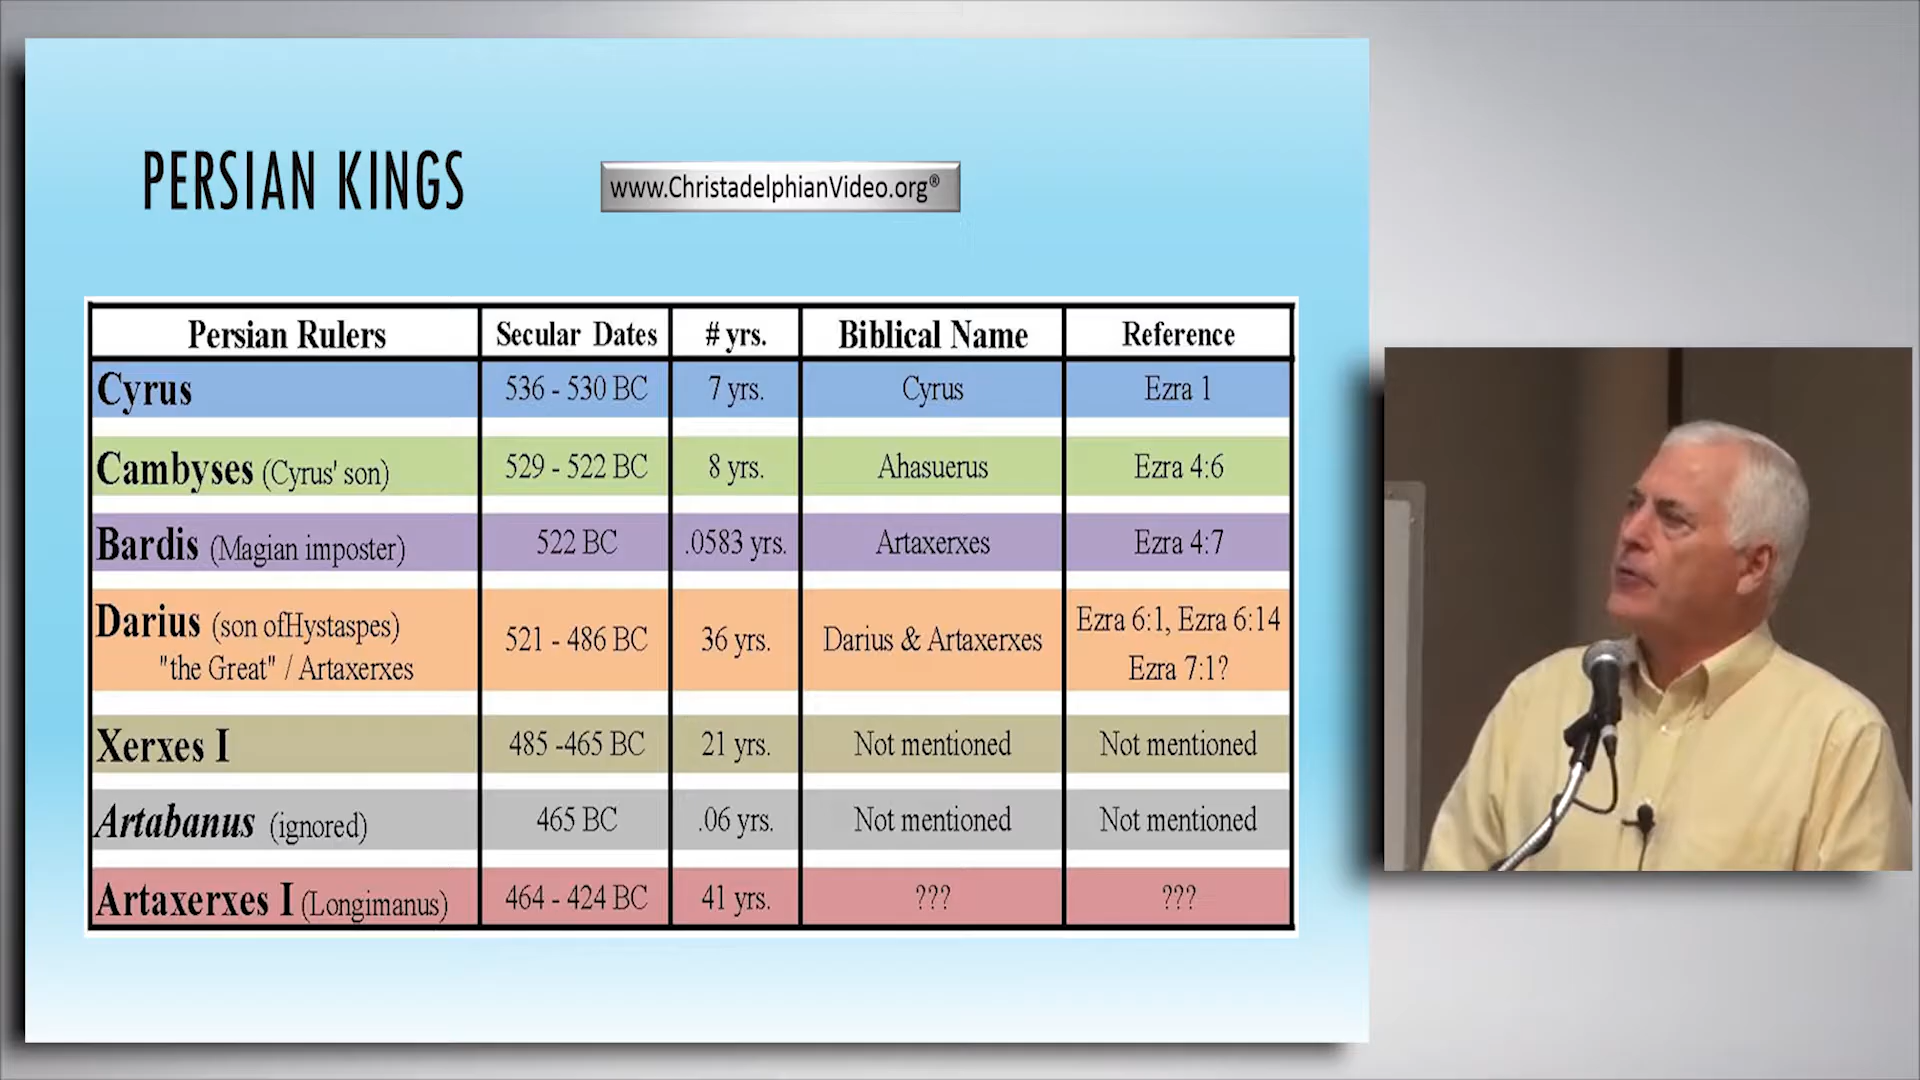 PERSIAN KINGS
www.ChristadelphianVideo.org®
Persian Rulers Secular Dates # yrs. Biblical Name Reference
Cyrus 536 - 530 BC 7 yrs. Cyrus Ezra 1
Cambyses (Cyrus' son) 529 - 522 BC 8 yrs. Ahasuerus Ezra 4:6
Bardis (Magian imposter) 522 BC .0583 yrs. Artaxerxes Ezra 4:7
Darius (son ofHystaspes) 521 - 486 BC 36 yrs. Darius & Artaxerxes Ezra 6:1, Ezra 6:14
"the Great" / Artaxerxes Ezra 7:1?
Xerxes I 485 -465 BC 21 yrs. Not mentioned Not mentioned
Artabanus (ignored) 465 BC .06 yrs. Not mentioned Not mentioned
Artaxerxes I (Longimanus) 464 - 424 BC 41 yrs. ??? ???